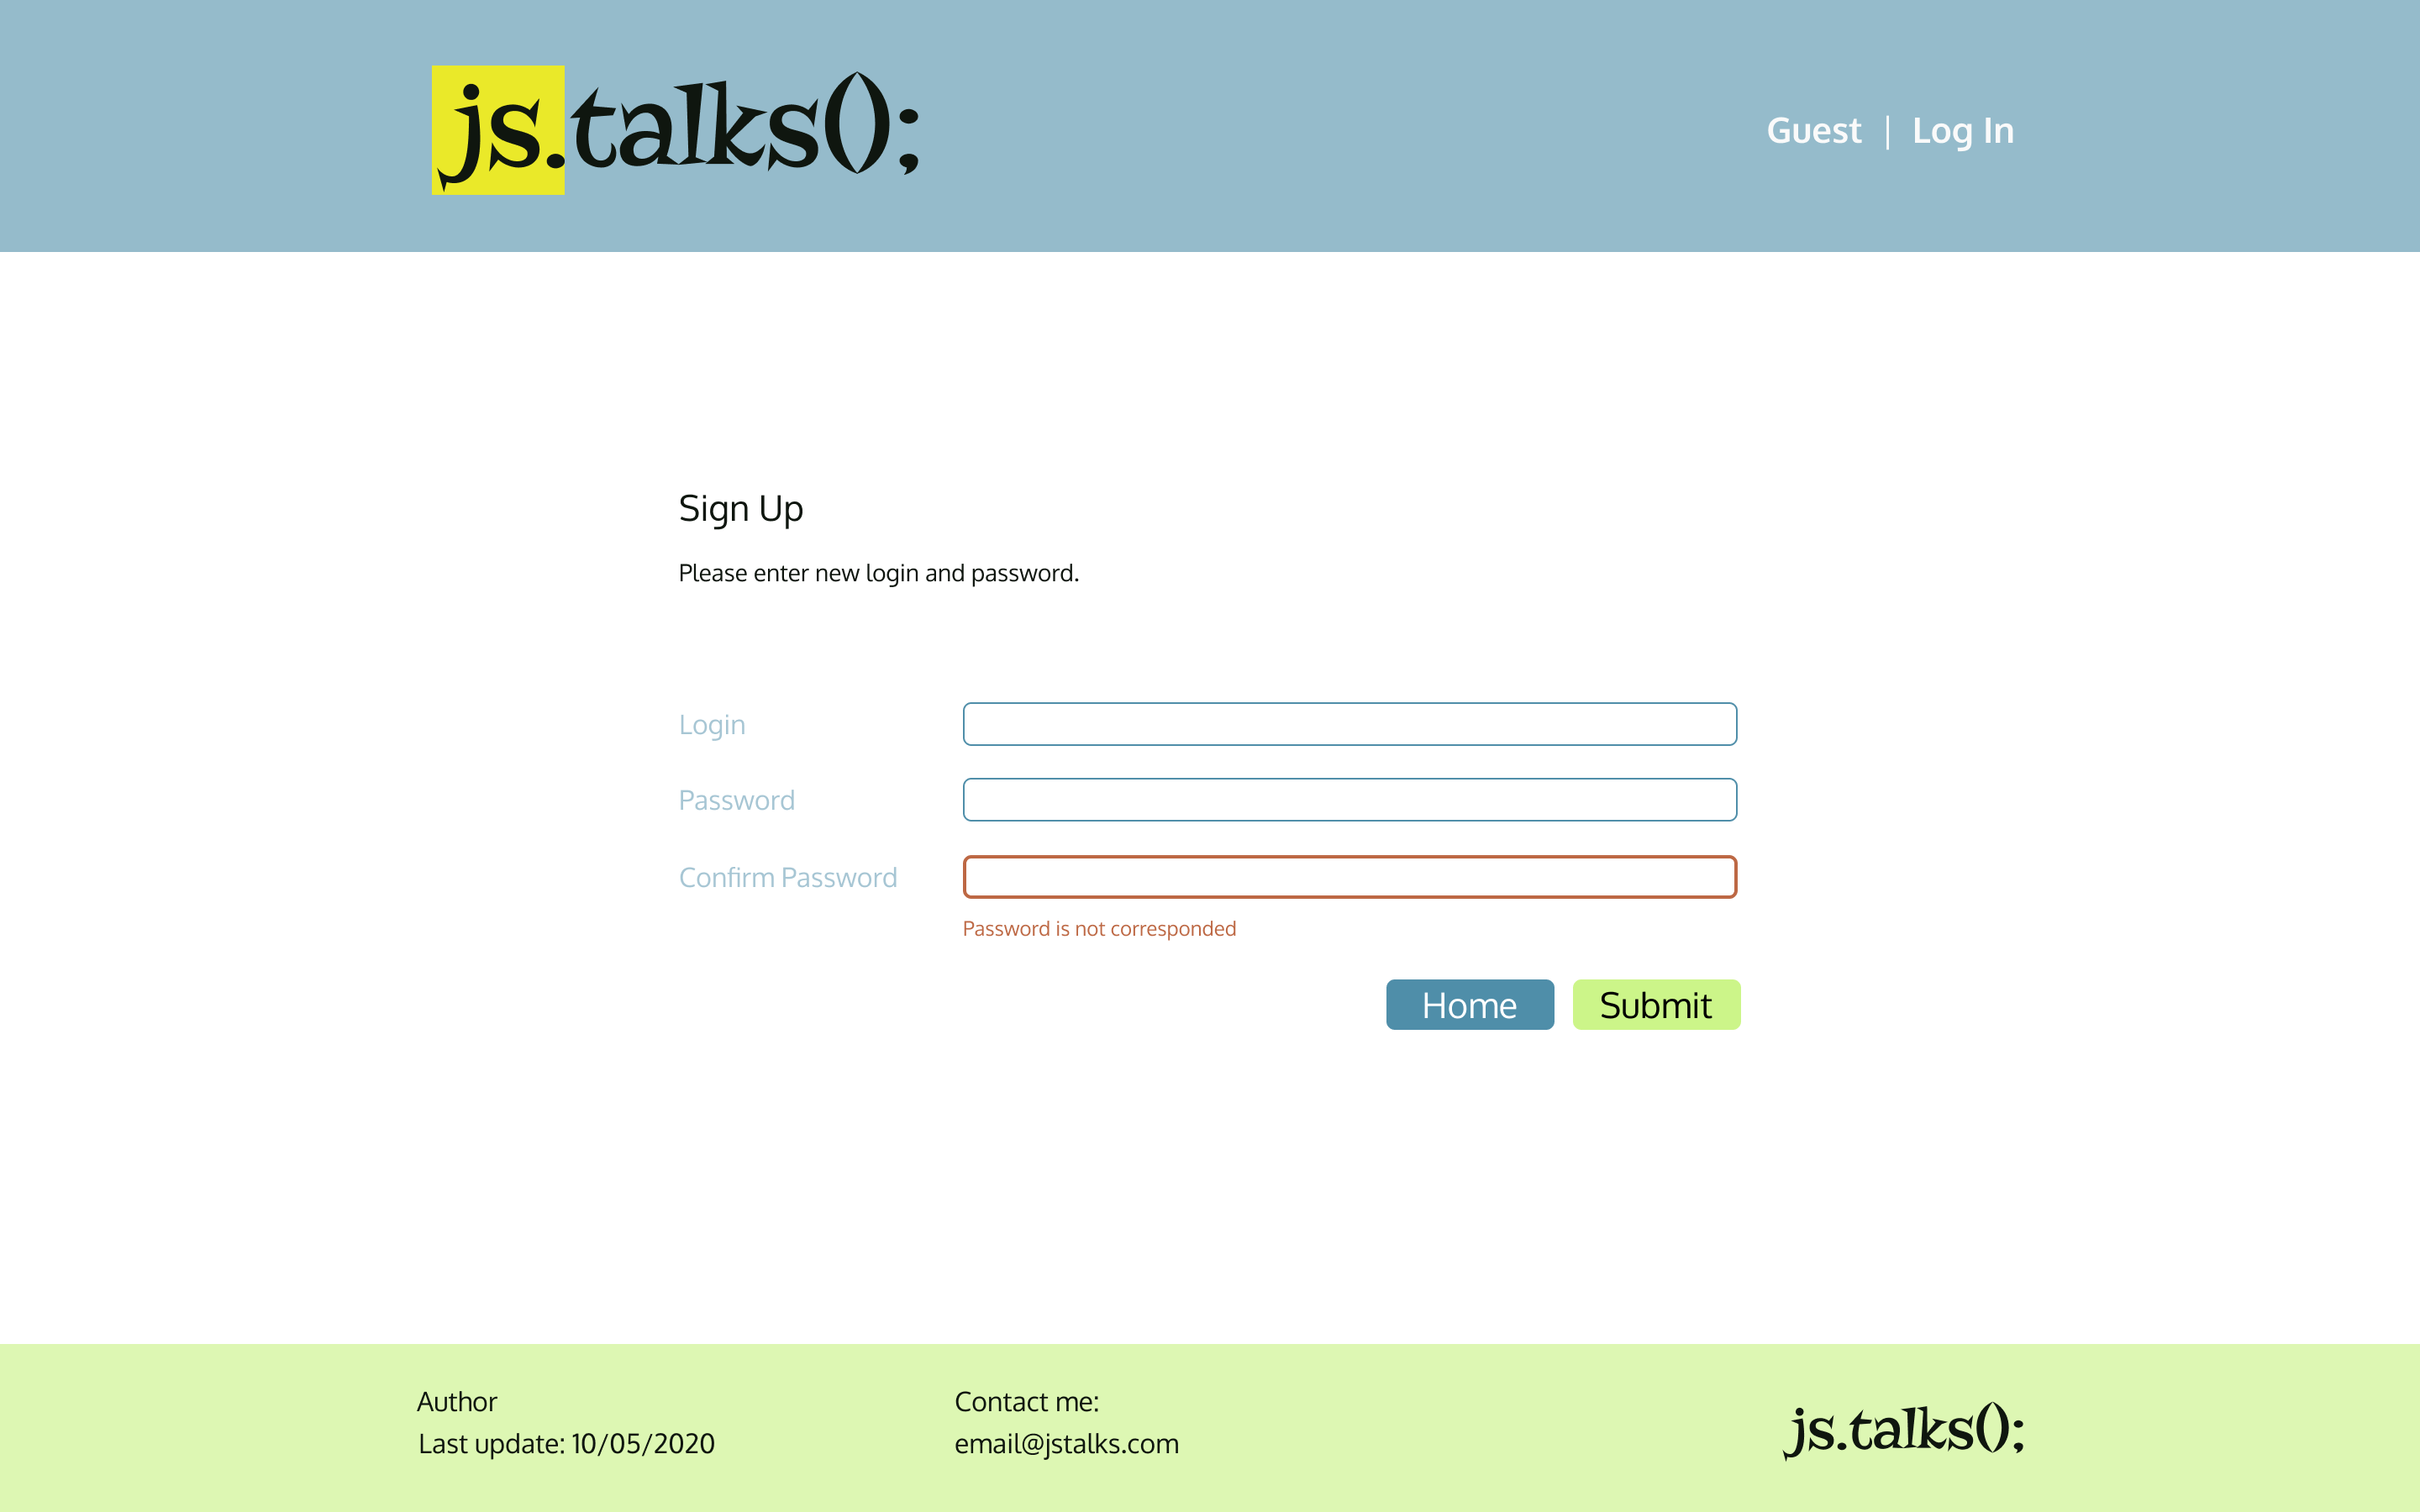 js.talks();
Guest | Log In
Sign Up
Please enter new login and password.
Login
Password
Confirm Password
Password is not corresponded
Home
Submit
Author
Last update: 10/05/2020
Contact me:
email@jstalks.com
js.talks();